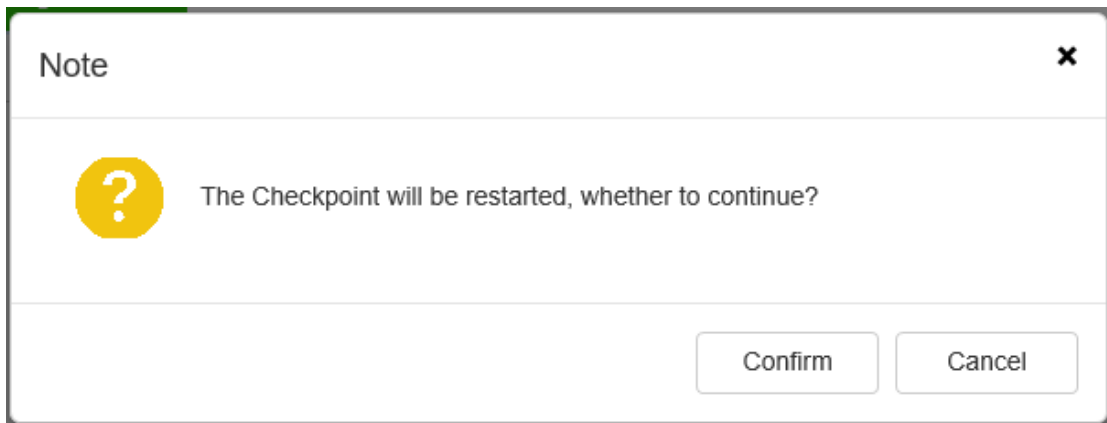 Note
The Checkpoint will be restarted, whether to continue?
Confirm
Cancel